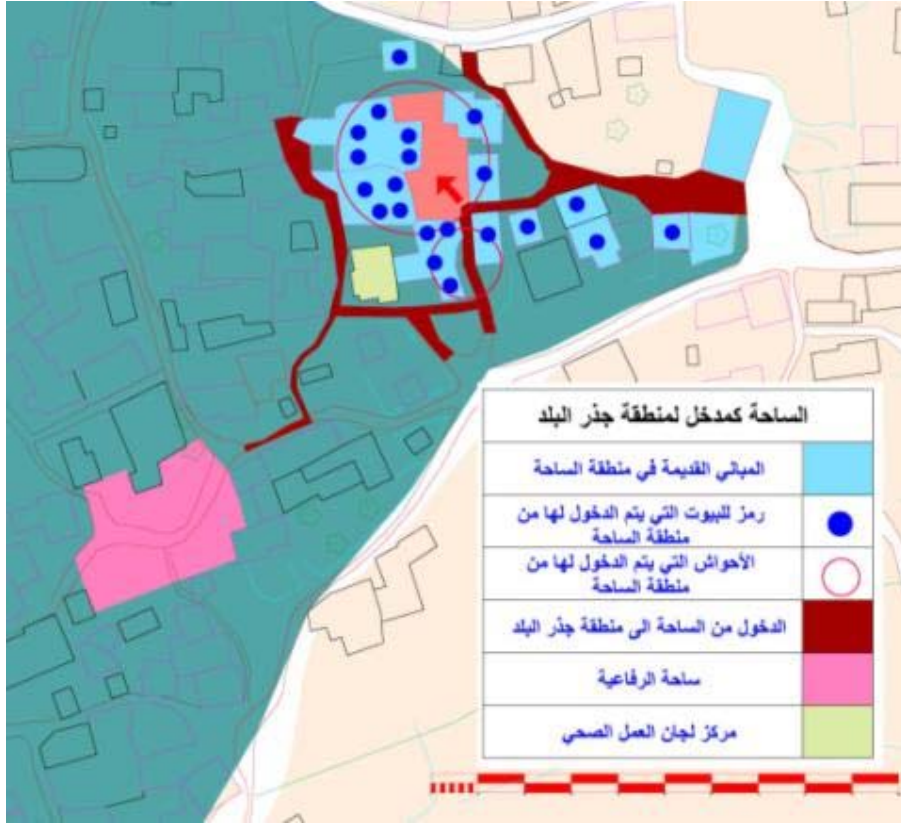 الساحة كمدخل لمنطقة جذر البلد
المباني القديمة في منطقة الساحة
رمز للبيوت التي يتم الدخول لها من
منطقة الساحة
الأحواش التي يتم الدخول لها من
منطقة الساحة
الدخول من الساحة الى منطقة جذر البلد
ساحة الرفاعية
مركز لجان العمل الصحي